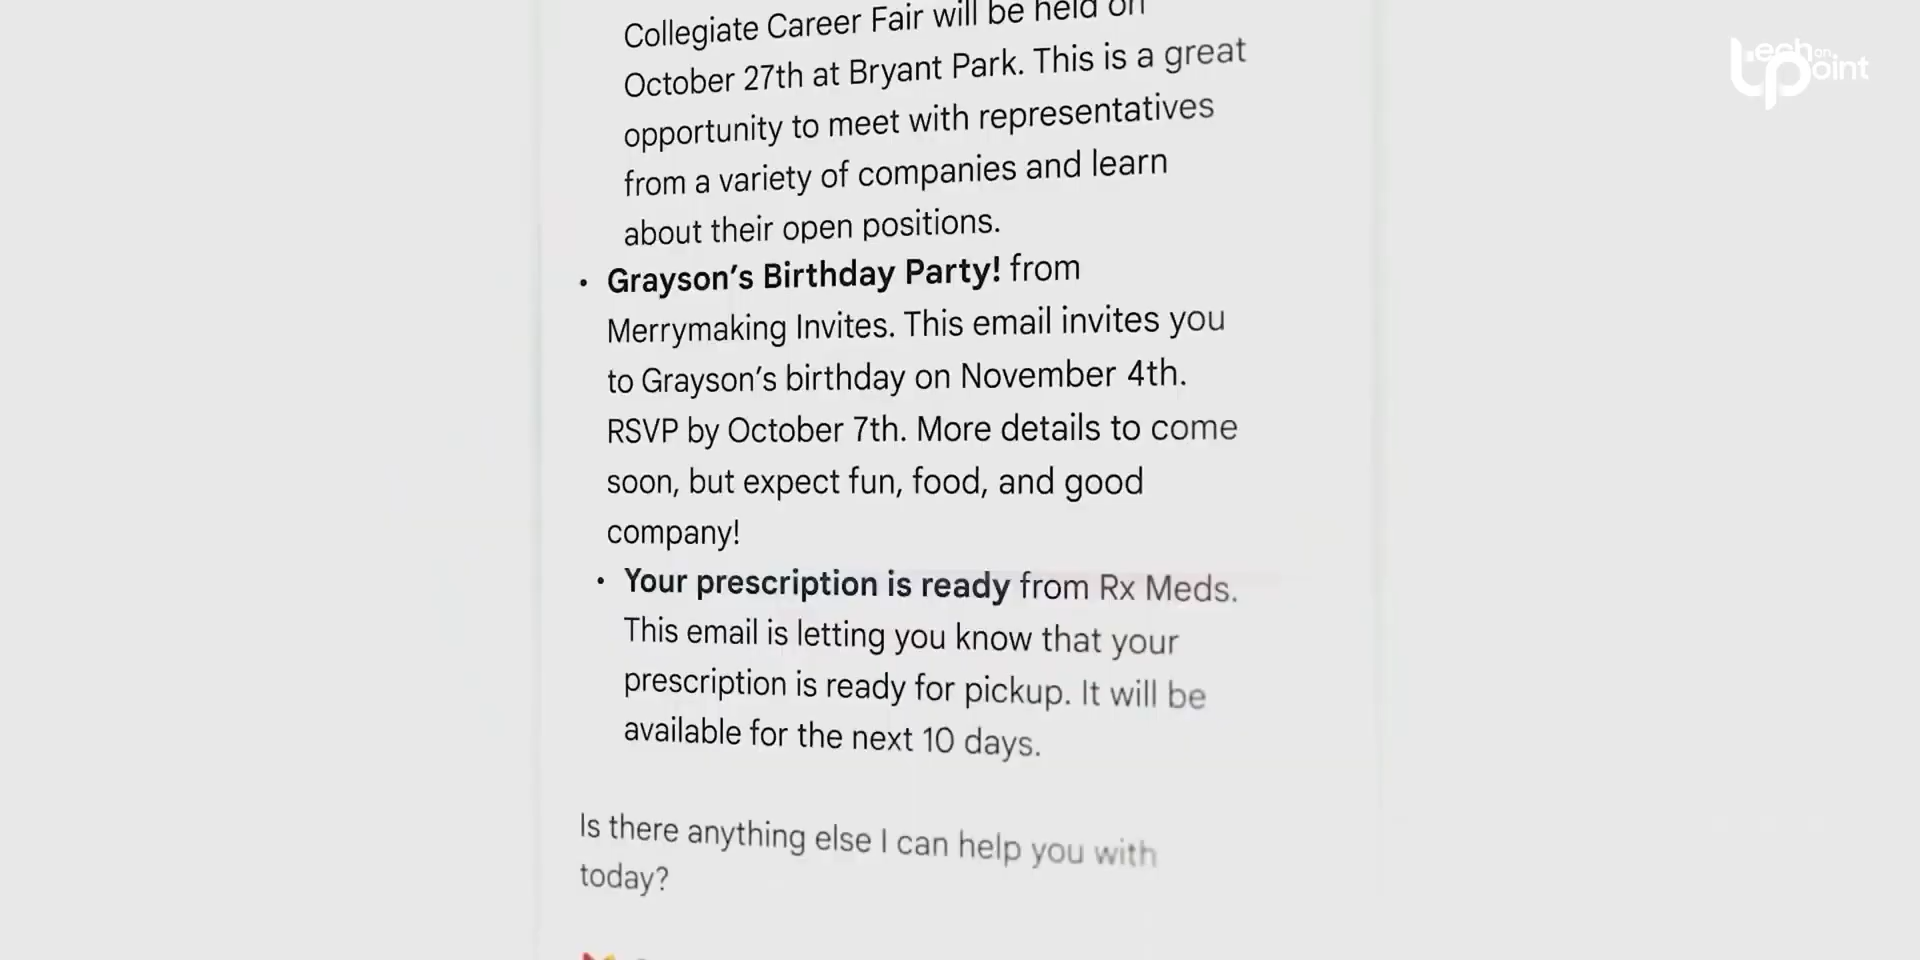 Collegiate Career Fair will be held on
October 27th at Bryant Park. This is a great
opportunity to meet with representatives
from a variety of companies and learn
about their open positions.
• Grayson’s Birthday Party! from
Merrymaking Invites. This email invites you
to Grayson’s birthday on November 4th.
RSVP by October 7th. More details to come
soon, but expect fun, food, and good
company!
• Your prescription is ready from Rx Meds.
This email is letting you know that your
prescription is ready for pickup. It will be
available for the next 10 days.
Is there anything else I can help you with
today?
tech on
Point